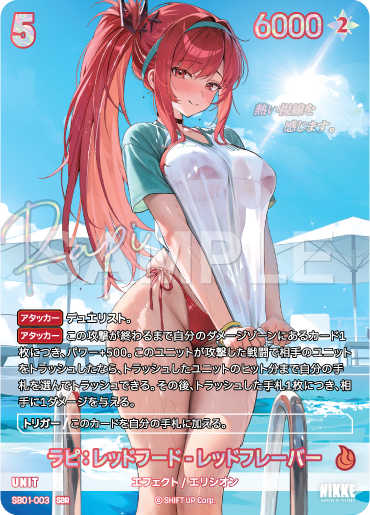 5
6000 2
熱い視線を
感じます。
Rapi
SAMPLE
アタッカー デュエリスト。
アタッカー この攻撃が終わるまで自分のダメージゾーンにあるカード1
枚につき、パワー+500。このユニットが攻撃した戦闘で相手のユニット
をトラッシュしたなら、トラッシュしたユニットのヒット分まで自分の手
札を選んでトラッシュできる。その後、トラッシュした手札1枚につき、相
手に1ダメージを与える。
トリガー / このカードを自分の手札に加える。
ラピ：レッドフード - レッドフレーバー
UNIT
エフェクト / エリシオン
SB01-003 SBR
©SHIFT UP Corp.
NIKKE